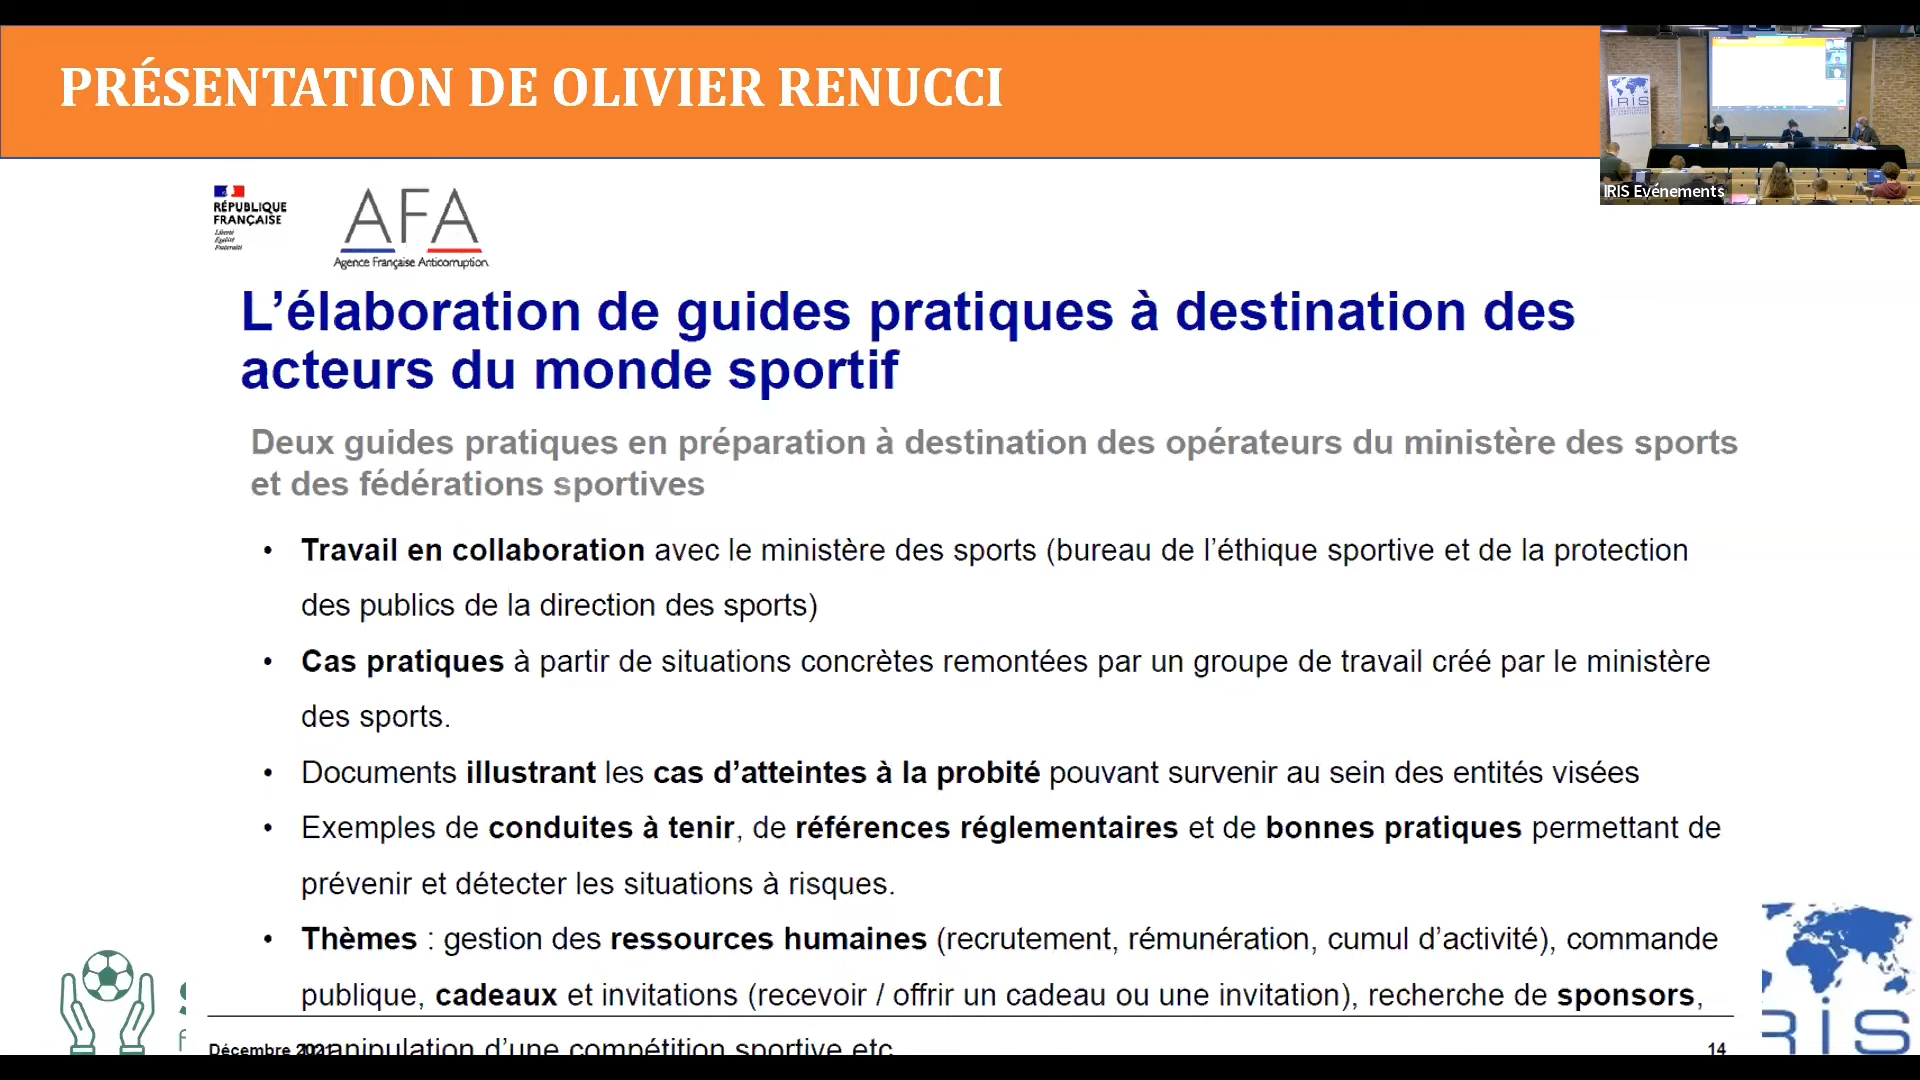 PRÉSENTATION DE OLIVIER RENUCCI
IRIS
IRIS Evénements
RÉPUBLIQUE
FRANÇAISE
Liberté
Égalité
Fraternité
AFA
Agence Française Anticorruption
L’élaboration de guides pratiques à destination des
acteurs du monde sportif
Deux guides pratiques en préparation à destination des opérateurs du ministère des sports
et des fédérations sportives
• Travail en collaboration avec le ministère des sports (bureau de l’éthique sportive et de la protection
des publics de la direction des sports)
• Cas pratiques à partir de situations concrètes remontées par un groupe de travail créé par le ministère
des sports.
• Documents illustrant les cas d’atteintes à la probité pouvant survenir au sein des entités visées
• Exemples de conduites à tenir, de références réglementaires et de bonnes pratiques permettant de
prévenir et détecter les situations à risques.
• Thèmes : gestion des ressources humaines (recrutement, rémunération, cumul d’activité), commande
publique, cadeaux et invitations (recevoir / offrir un cadeau ou une invitation), recherche de sponsors,
manipulation d’une compétition sportive etc
Décembre 2021
14
IRIS